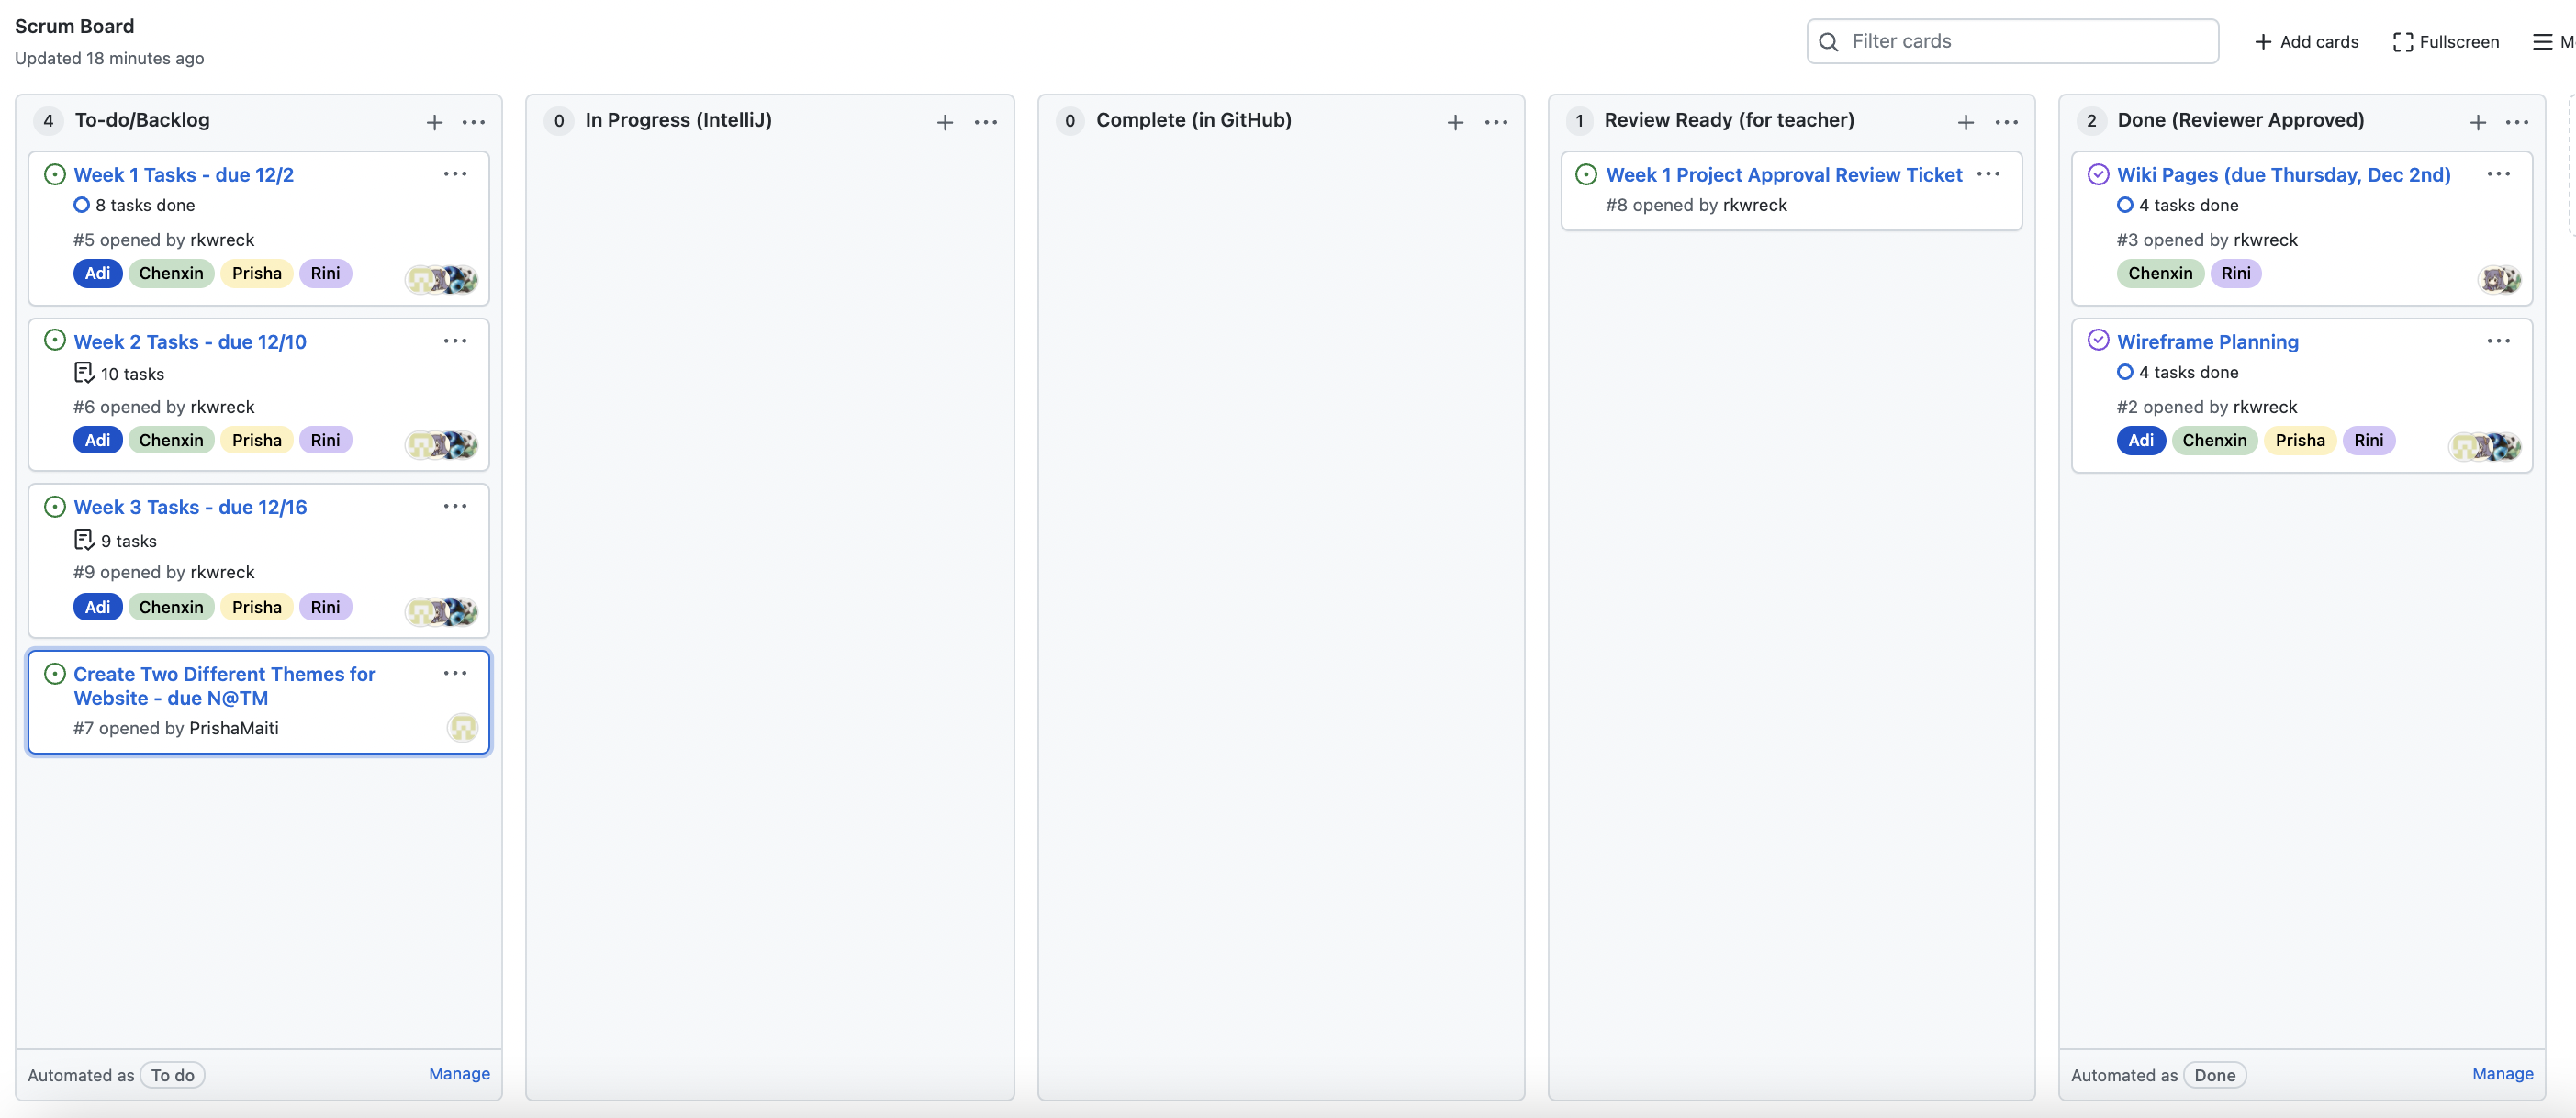 Scrum Board
Updated 18 minutes ago
Filter cards
Add cards
Fullscreen
M
4 To-do/Backlog
Week 1 Tasks - due 12/2
8 tasks done
#5 opened by rkwreck
Adi Chenxin Prisha Rini
Week 2 Tasks - due 12/10
10 tasks
#6 opened by rkwreck
Adi Chenxin Prisha Rini
Week 3 Tasks - due 12/16
9 tasks
#9 opened by rkwreck
Adi Chenxin Prisha Rini
Create Two Different Themes for
Website - due N@TM
#7 opened by PrishaMaiti
Automated as To do
Manage
0 In Progress (IntelliJ)
0 Complete (in GitHub)
1 Review Ready (for teacher)
Week 1 Project Approval Review Ticket
#8 opened by rkwreck
2 Done (Reviewer Approved)
Wiki Pages (due Thursday, Dec 2nd)
4 tasks done
#3 opened by rkwreck
Chenxin Rini
Wireframe Planning
4 tasks done
#2 opened by rkwreck
Adi Chenxin Prisha Rini
Automated as Done
Manage